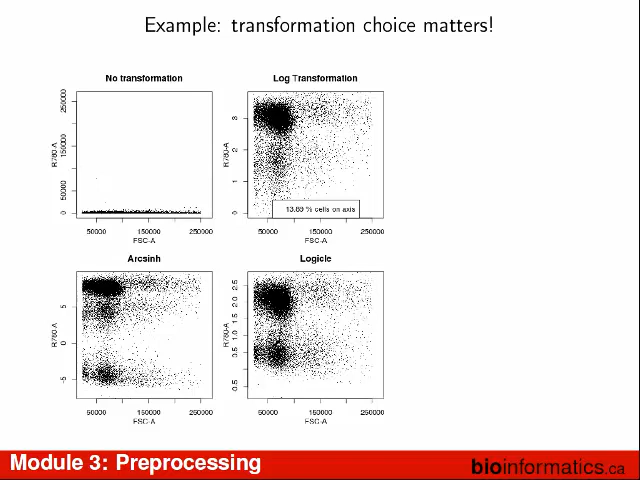 Example: transformation choice matters!
No transformation
Log Transformation
R780-A
50000 150000 250000
50000 150000 250000
0
FSC-A
R780-A
0 1 2 3
13.89 % cells on axis
50000 150000 250000
FSC-A
Arcsinh
Logicle
R780-A
-5 0 5
50000 150000 250000
FSC-A
R780-A
0.5 0.5 1.0 1.5 2.0 2.5
50000 150000 250000
FSC-A
Module 3: Preprocessing
bioinformatics.ca